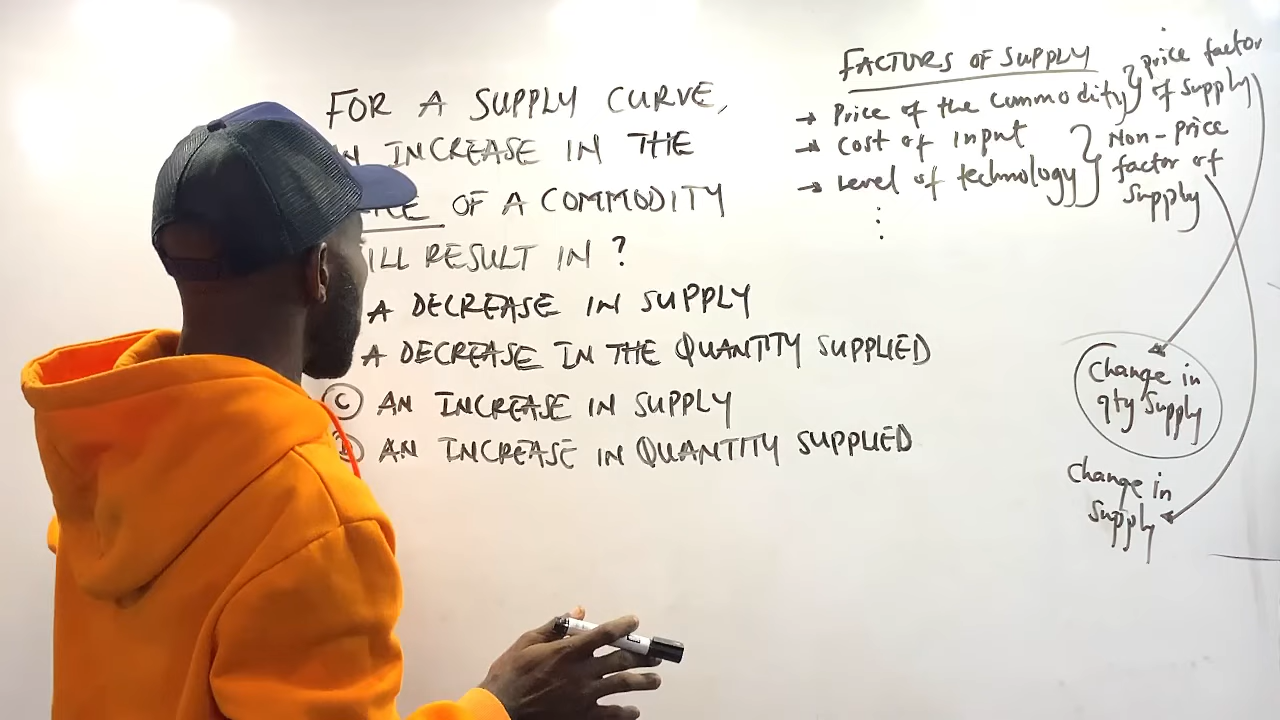 FOR A SUPPLY CURVE,
INCREASE IN THE
OF A COMMODITY
ILL RESULT IN ?
A DECREASE IN SUPPLY
A DECREASE IN THE QUANTITY SUPPLIED
C AN INCREASE IN SUPPLY
D AN INCREASE IN QUANTITY SUPPLIED
FACTORS OF SUPPLY
→ Price of the commodity
→ Cost of input
→ Level of technology
price factor
of supply
Non-price
factor of
supply
Change in
qty supply
Change in
supply